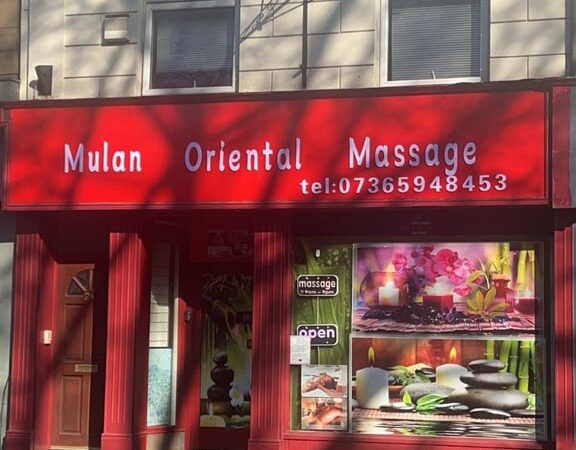 Mulan Oriental Massage
tel:07365948453
massage
open